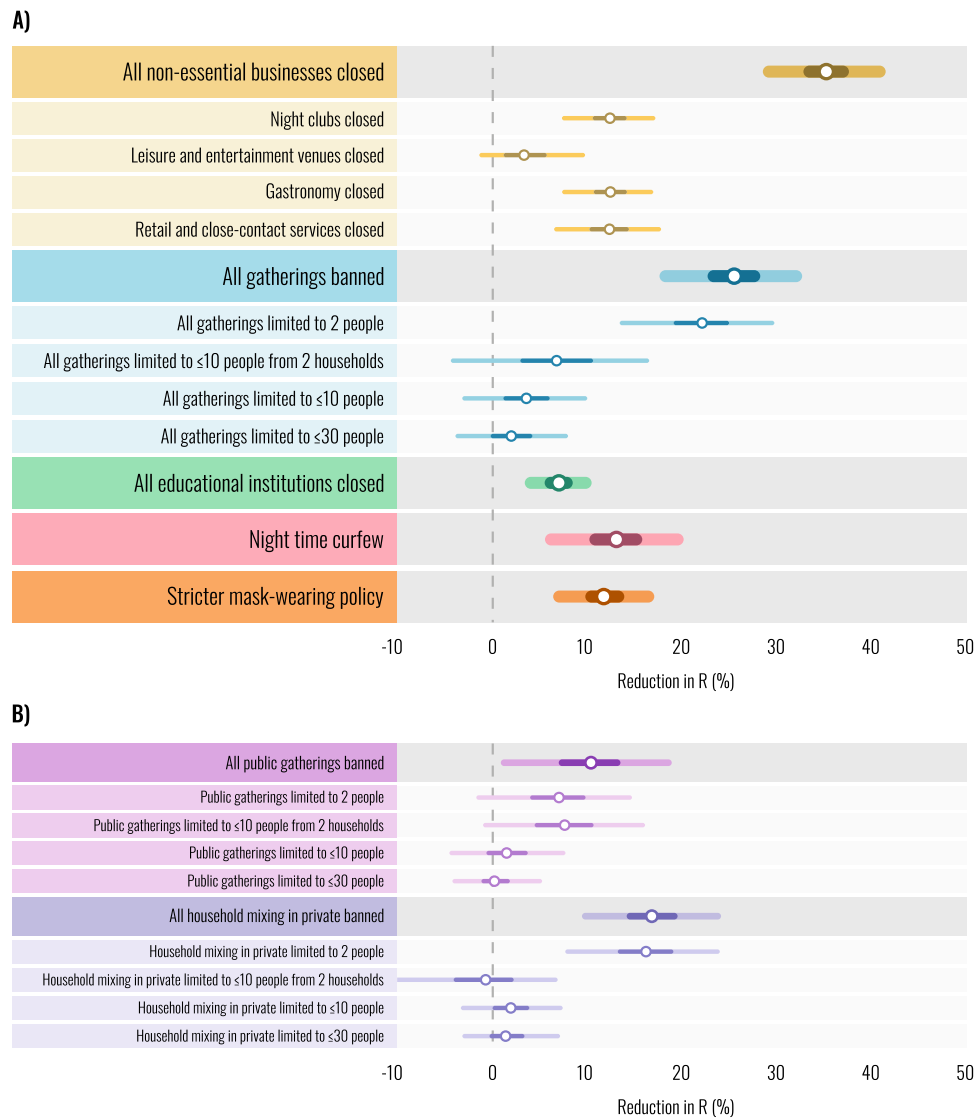 A)
All non-essential businesses closed
Night clubs closed
Leisure and entertainment venues closed
Gastronomy closed
Retail and close-contact services closed
All gatherings banned
All gatherings limited to 2 people
All gatherings limited to ≤10 people from 2 households
All gatherings limited to ≤10 people
All gatherings limited to ≤30 people
All educational institutions closed
Night time curfew
Stricter mask-wearing policy
-10 0 10 20 30 40 50
Reduction in R (%)
B)
All public gatherings banned
Public gatherings limited to 2 people
Public gatherings limited to ≤10 people from 2 households
Public gatherings limited to ≤10 people
Public gatherings limited to ≤30 people
All household mixing in private banned
Household mixing in private limited to 2 people
Household mixing in private limited to ≤10 people from 2 households
Household mixing in private limited to ≤10 people
Household mixing in private limited to ≤30 people
-10 0 10 20 30 40 50
Reduction in R (%)